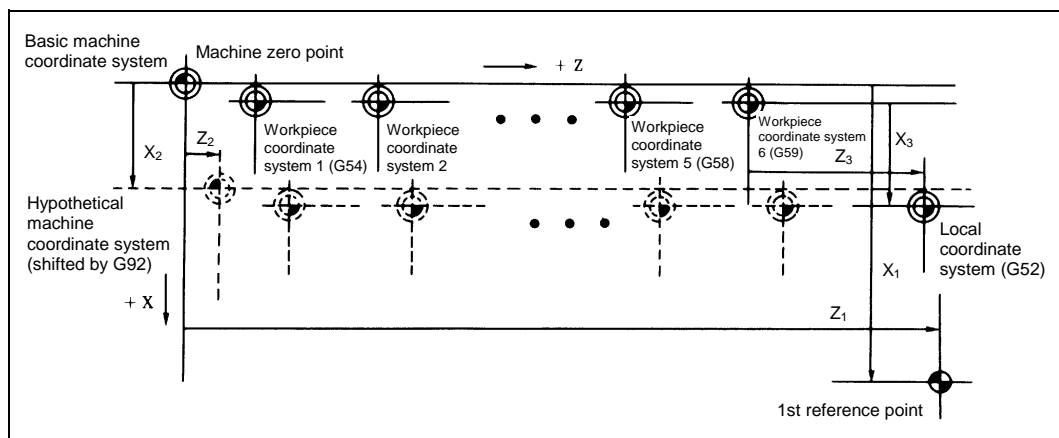 Basic machine
coordinate system
Machine zero point
+ Z
Workpiece
coordinate
system 1 (G54)
Workpiece
coordinate
system 2
Workpiece
coordinate
system 5 (G58)
Workpiece
coordinate system
6 (G59)
X₂
Z₂
Z₃
X₃
Hypothetical
machine
coordinate system
(shifted by G92)
Local
coordinate
system (G52)
X₁
+ X
Z₁
1st reference point